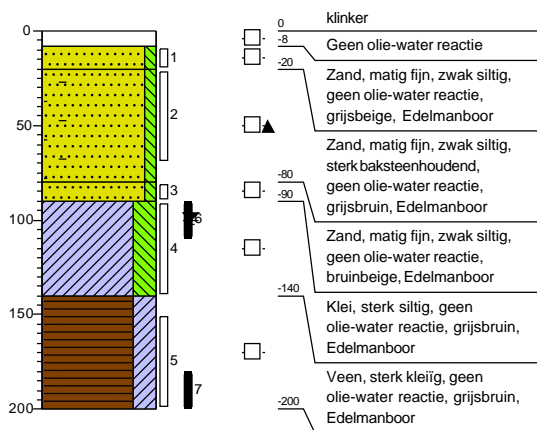 0
50
100
150
200
1
2
3
4
5
6
7
0
klinker
-8
Geen olie-water reactie
-20
Zand, matig fijn, zwak siltig,
geen olie-water reactie,
grijsbeige, Edelmanboor
Zand, matig fijn, zwak siltig,
sterk baksteenhoudend,
geen olie-water reactie,
grijsbruin, Edelmanboor
-80
-90
Zand, matig fijn, zwak siltig,
geen olie-water reactie,
bruinbeige, Edelmanboor
-140
Klei, sterk siltig, geen
olie-water reactie, grijsbruin,
Edelmanboor
Veen, sterk kleiïg, geen
olie-water reactie, grijsbruin,
Edelmanboor
-200